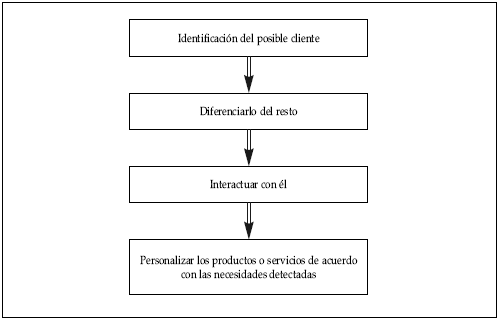 Identificación del posible cliente
Diferenciarlo del resto
Interactuar con él
Personalizar los productos o servicios de acuerdo
con las necesidades detectadas